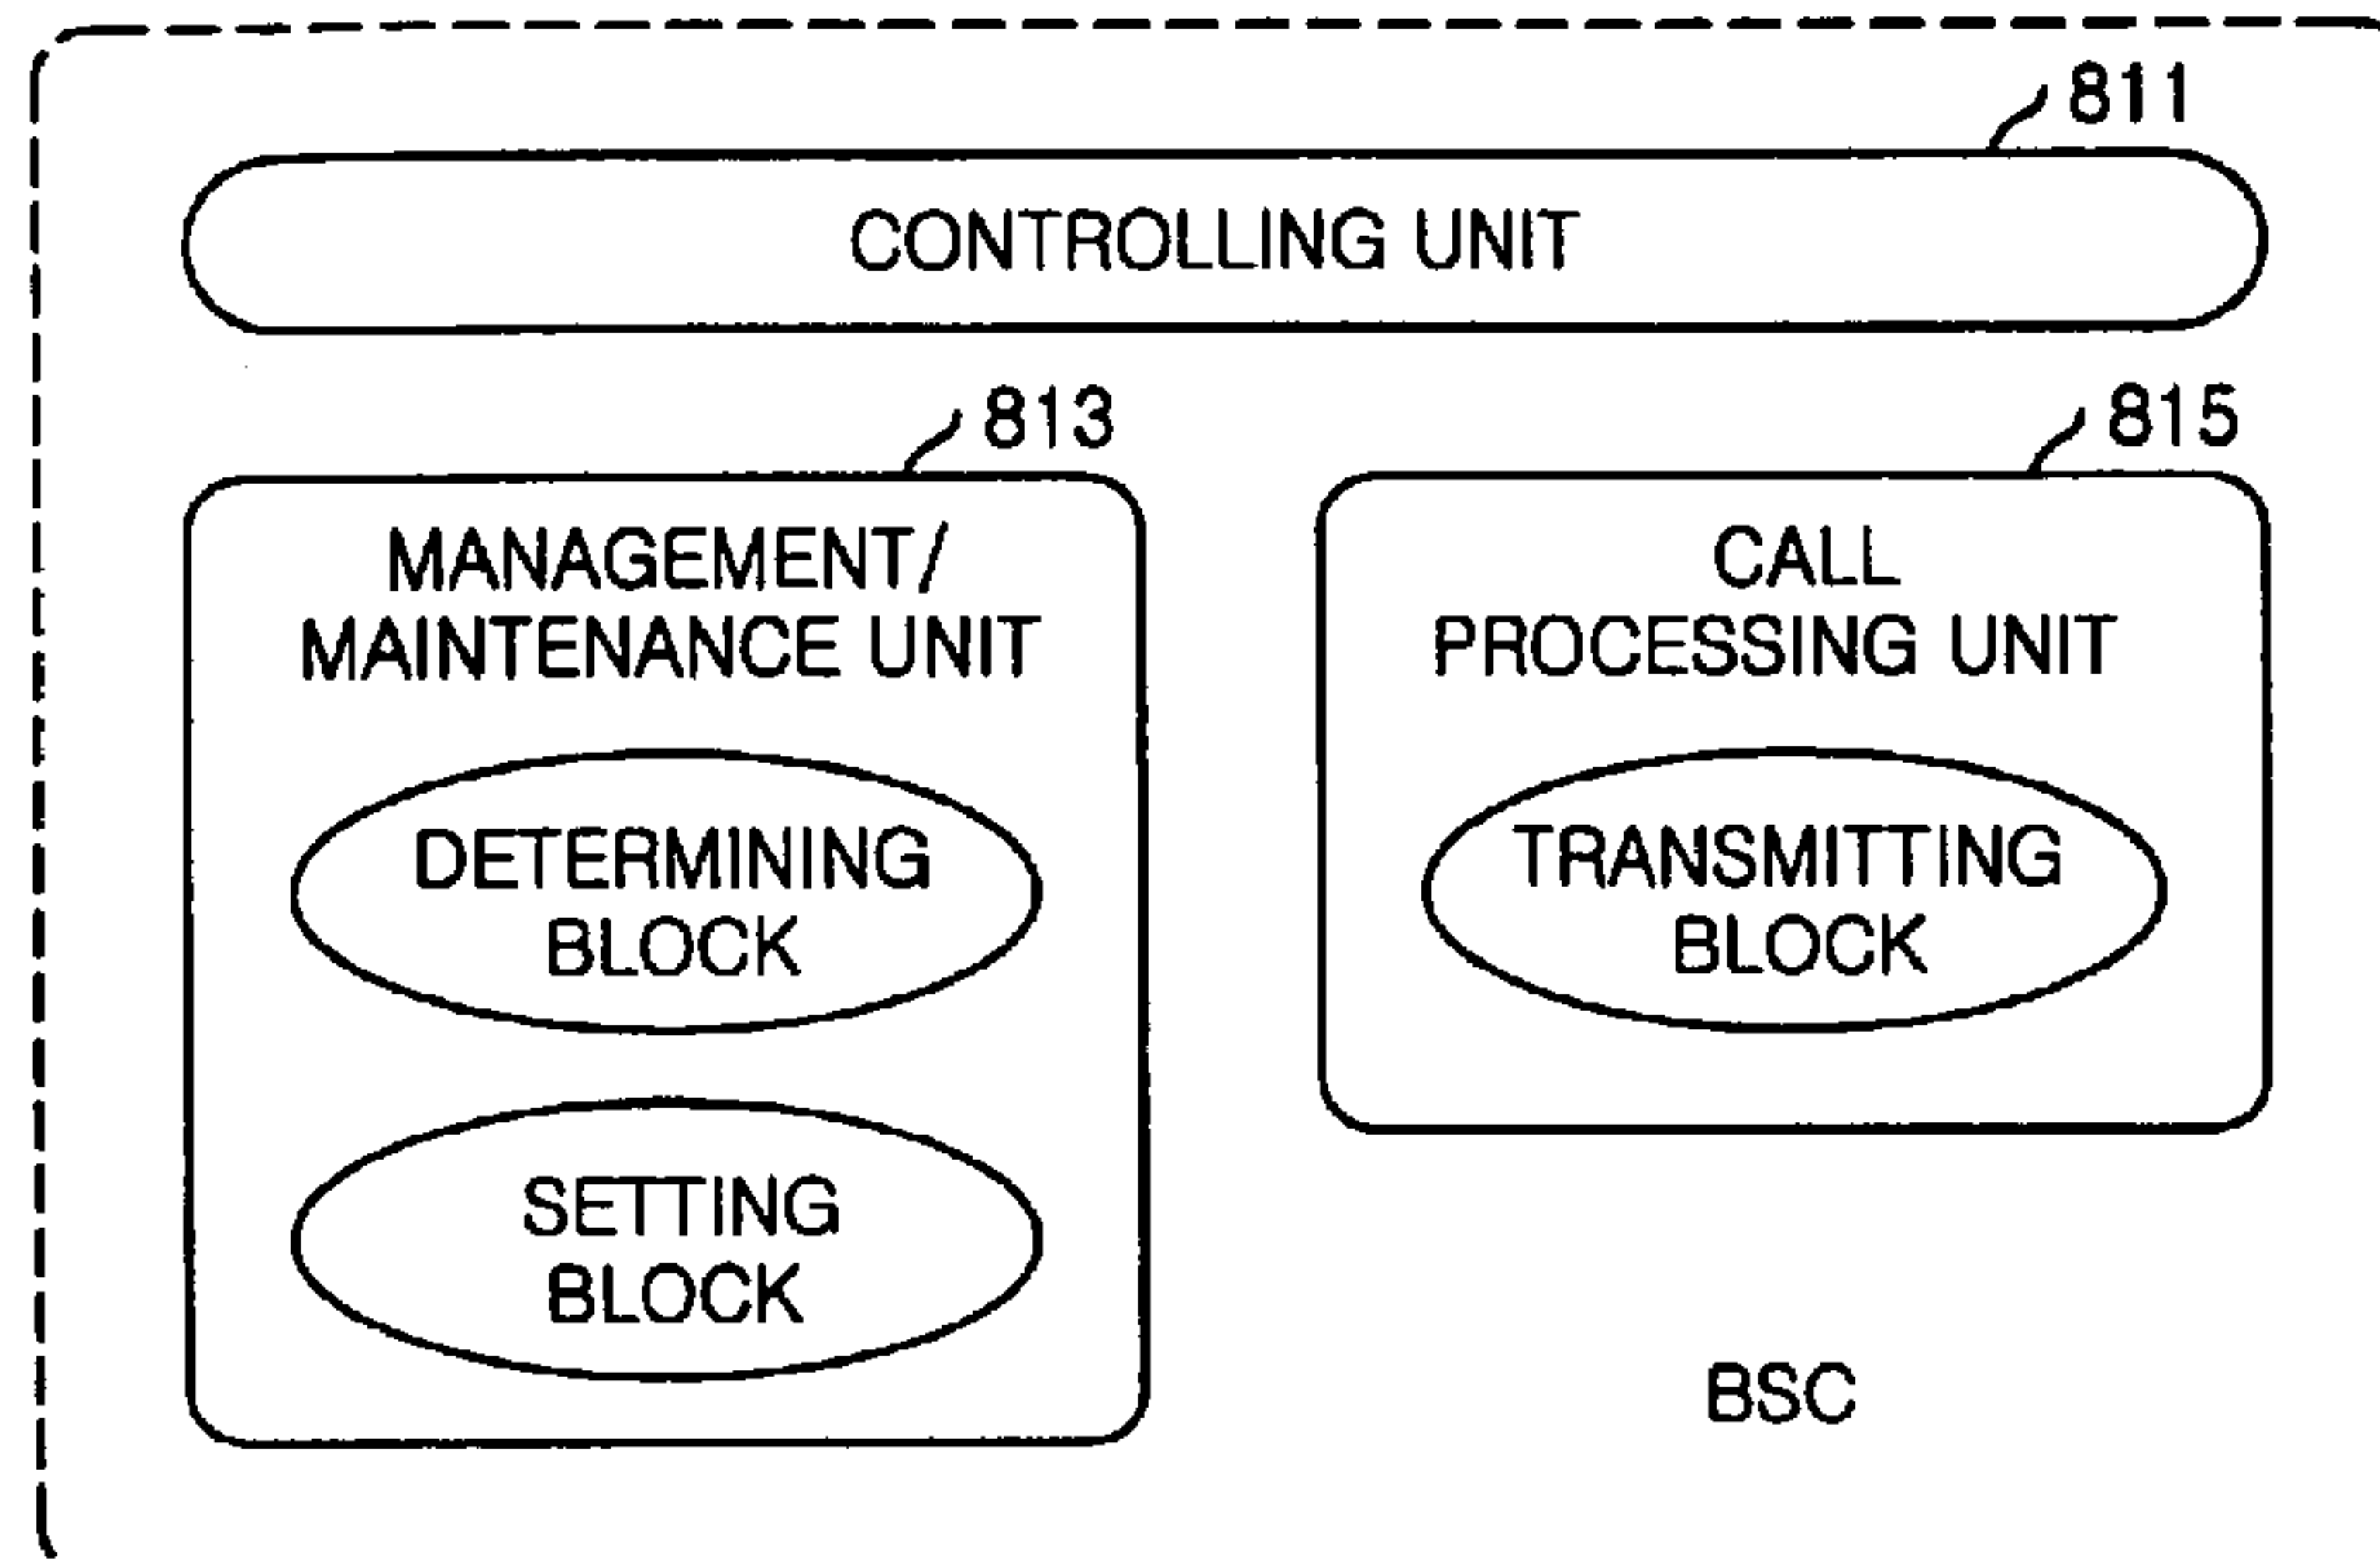 811
CONTROLLING UNIT
813
MANAGEMENT/
MAINTENANCE UNIT
DETERMINING
BLOCK
SETTING
BLOCK
815
CALL
PROCESSING UNIT
TRANSMITTING
BLOCK
BSC